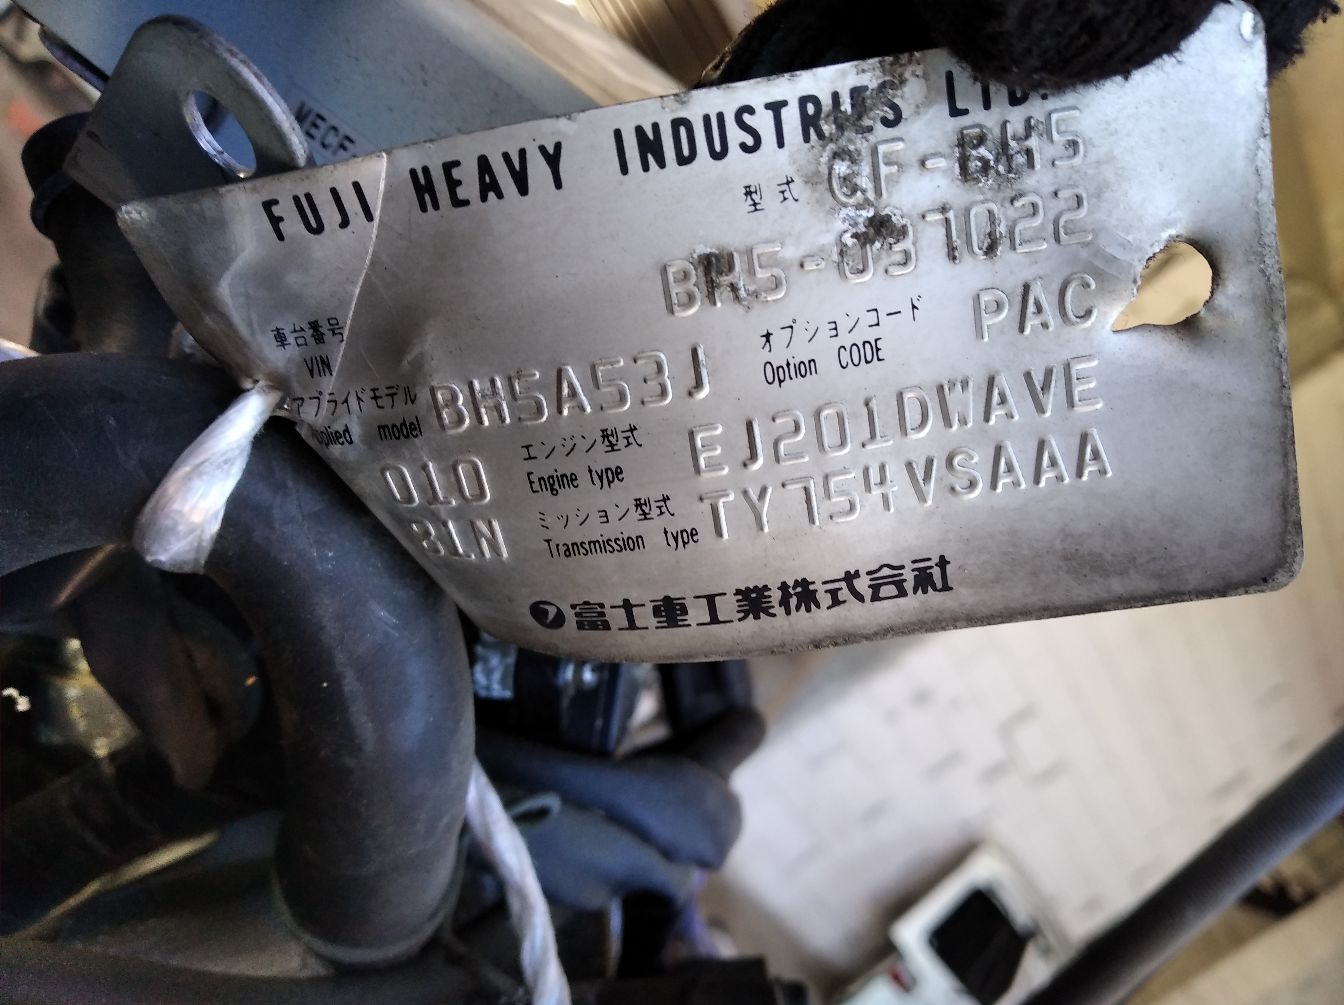 FUJI HEAVY INDUSTRIES LTD.
型式 GF-BH5
車台番号 VIN BH5-037022
アプライドモデル Applied model BH5A53J
オプションコード Option CODE PAC
010
エンジン型式 Engine type EJ201DWAVE
B1N
ミッション型式 Transmission type TY754VSAAA
富士重工業株式会社